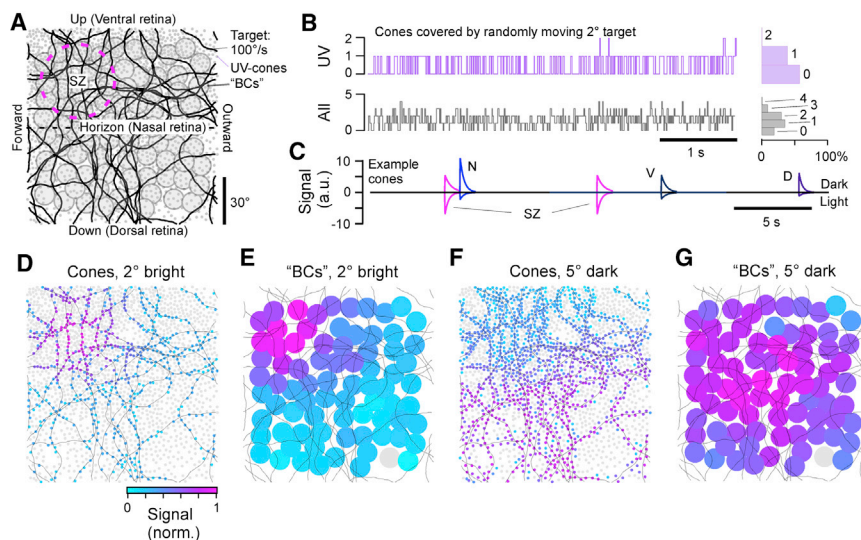 A
Up (Ventral retina)
Target:
100°/s
UV-cones
"BCs"
SZ
Forward
Outward
Horizon (Nasal retina)
30°
Down (Dorsal retina)
B
Cones covered by randomly moving 2° target
UV
2
1
0
2
1
0
All
5
0
4
3
2
1
0
1 s
0
100%
C
Signal
(a.u.)
10
0
-10
Example
cones
N
SZ
V
D
Dark
Light
5 s
D
Cones, 2° bright
E
"BCs", 2° bright
F
Cones, 5° dark
G
"BCs", 5° dark
0
1
Signal
(norm.)